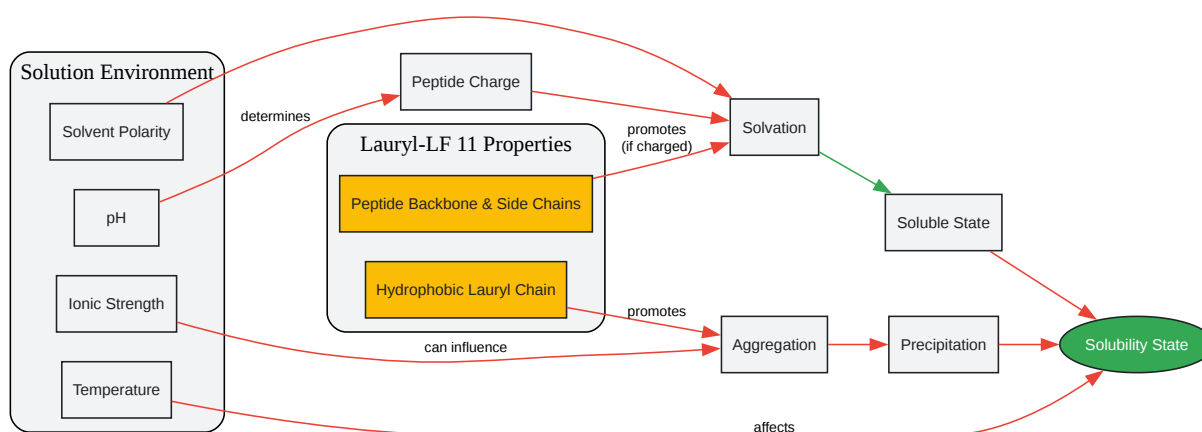 Solution Environment
Solvent Polarity
pH
Ionic Strength
Temperature
determines
Peptide Charge
Lauryl-LF 11 Properties
Peptide Backbone & Side Chains
Hydrophobic Lauryl Chain
promotes
(if charged)
promotes
can influence
affects
Solvation
Soluble State
Aggregation
Precipitation
Solubility State